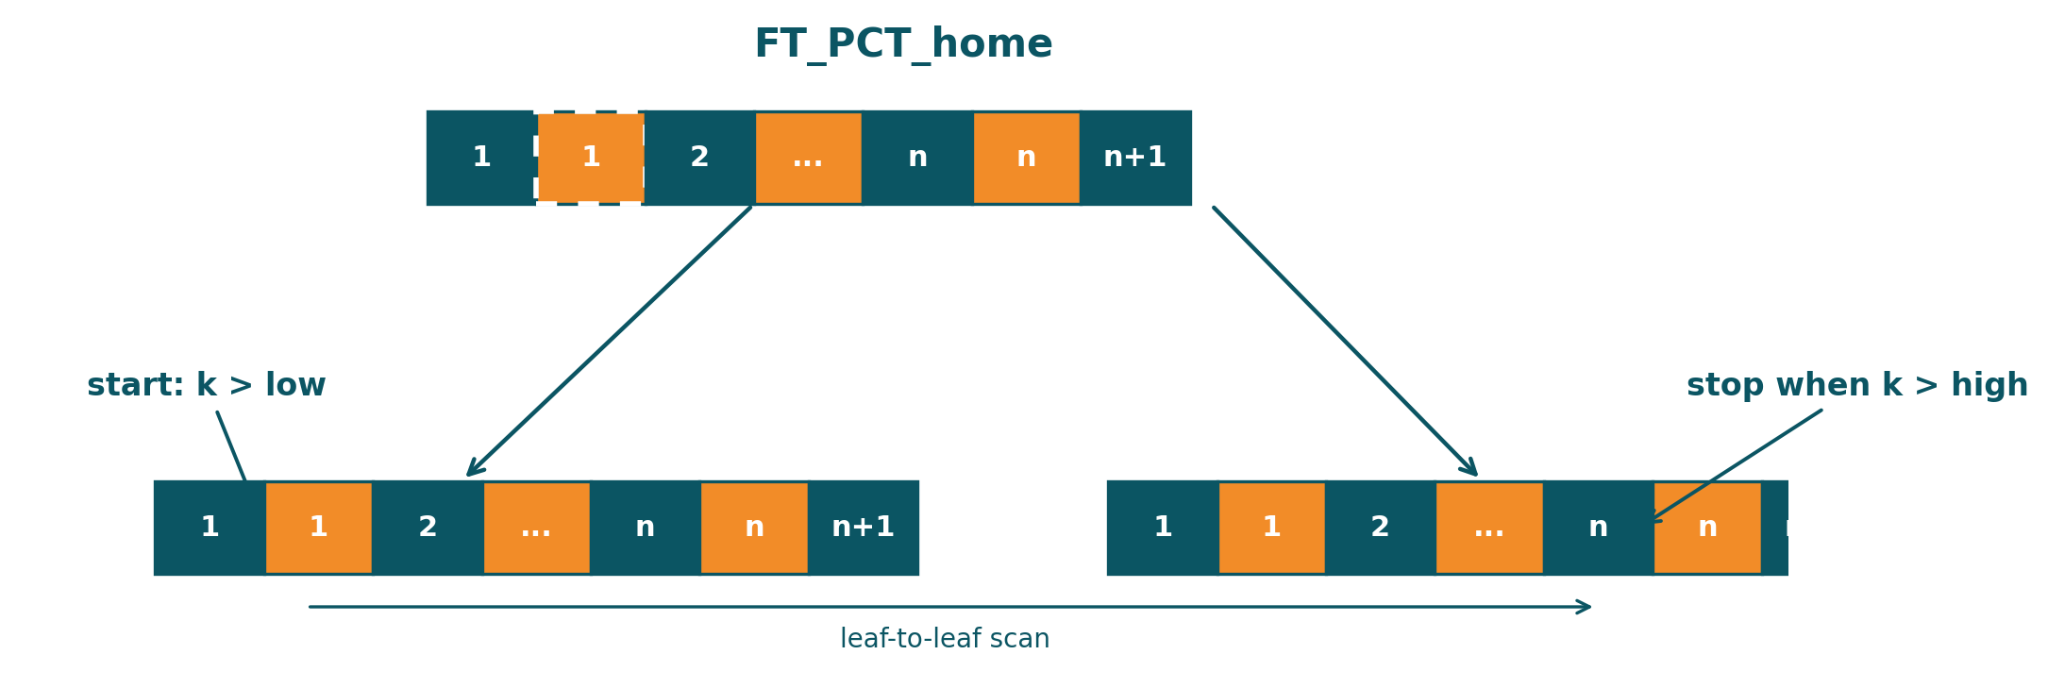 FT_PCT_home
1 1 2 ... n n n+1
start: k > low
stop when k > high
1 1 2 ... n n n+1
1 1 2 ... n n
leaf-to-leaf scan